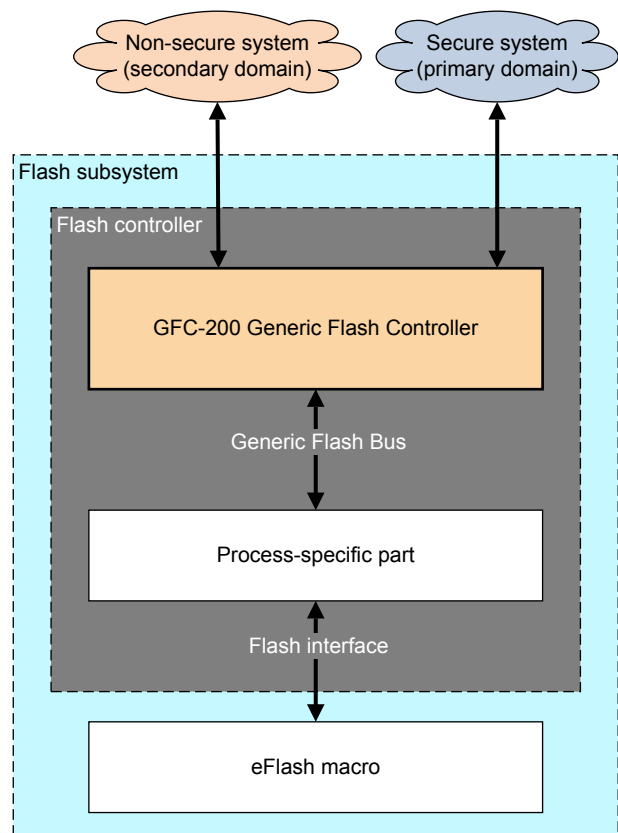 Non-secure system
(secondary domain)
Secure system
(primary domain)
Flash subsystem
Flash controller
GFC-200 Generic Flash Controller
Generic Flash Bus
Process-specific part
Flash interface
eFlash macro